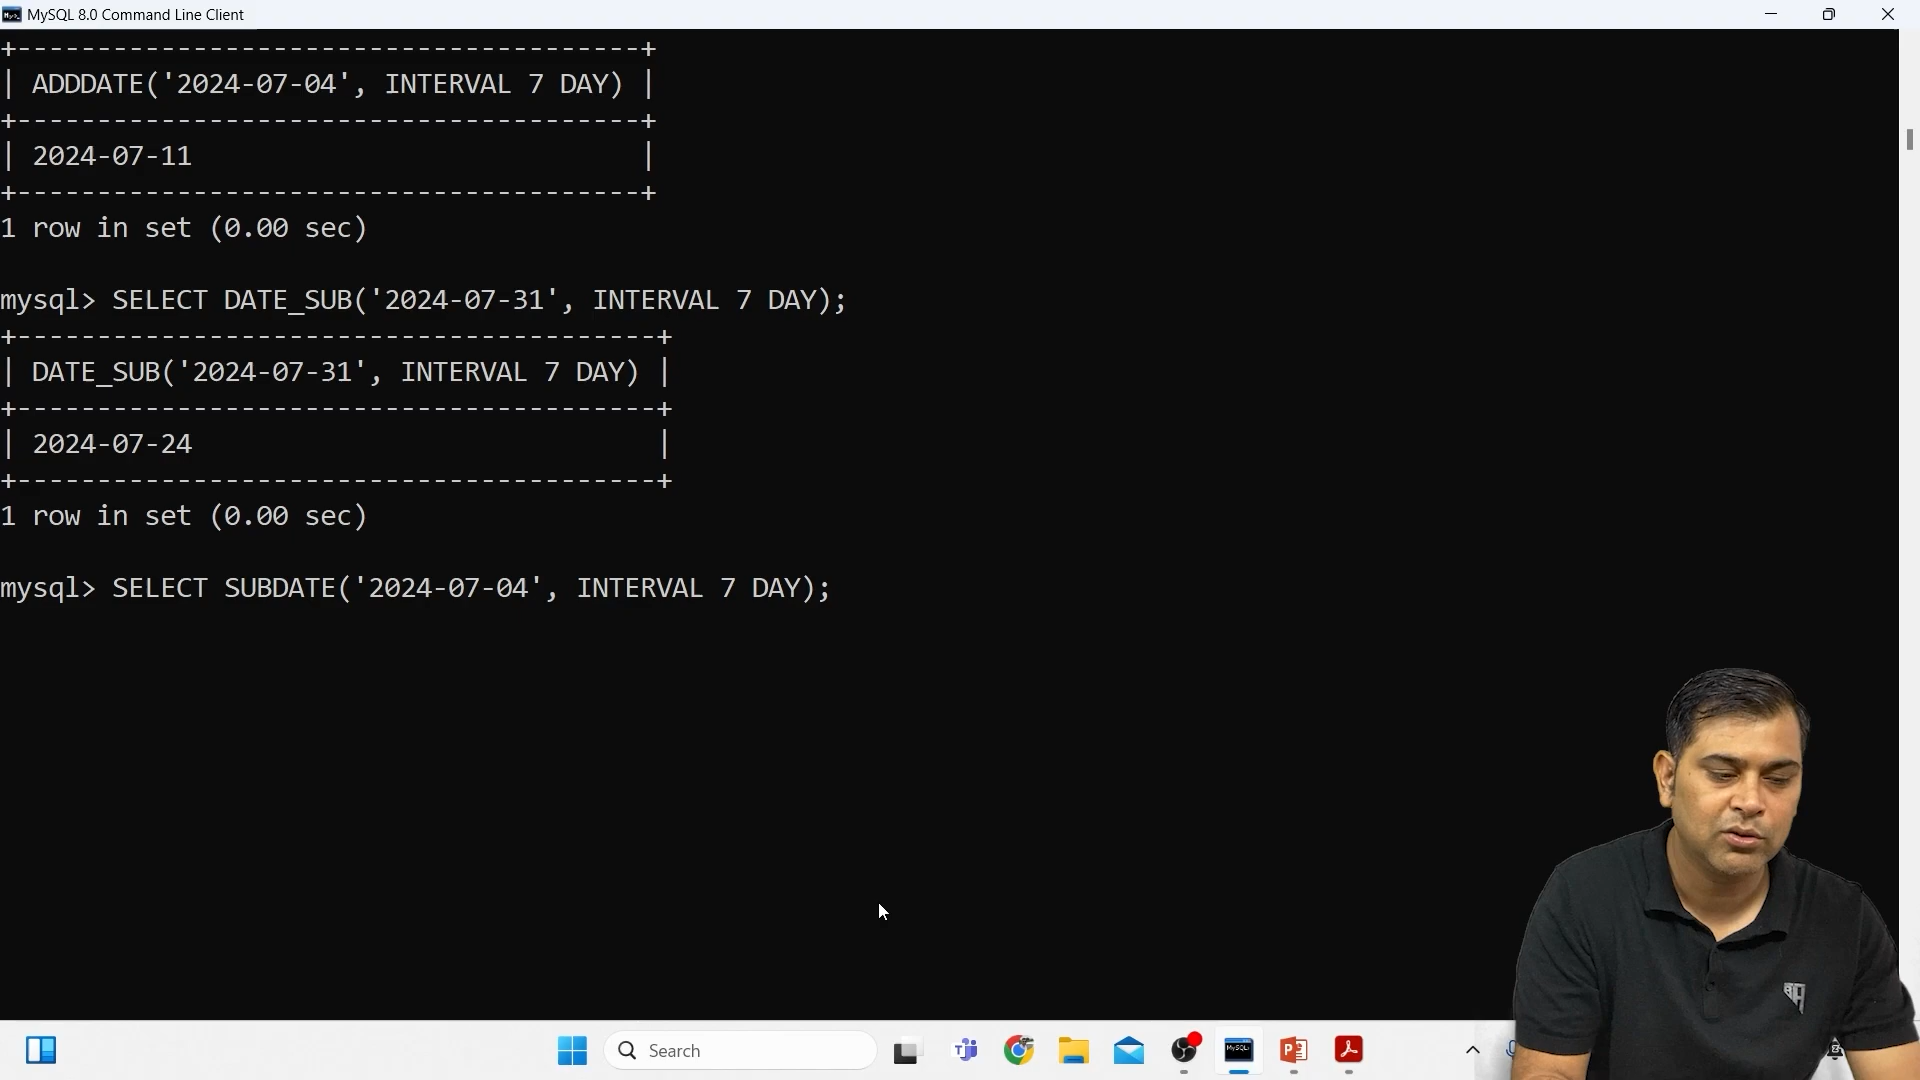 MySQL 8.0 Command Line Client
+---------------------------------------+
| ADDDATE('2024-07-04', INTERVAL 7 DAY) |
+---------------------------------------+
| 2024-07-11                            |
+---------------------------------------+
1 row in set (0.00 sec)
mysql> SELECT DATE_SUB('2024-07-31', INTERVAL 7 DAY);
+----------------------------------------+
| DATE_SUB('2024-07-31', INTERVAL 7 DAY) |
+----------------------------------------+
| 2024-07-24                             |
+----------------------------------------+
1 row in set (0.00 sec)
mysql> SELECT SUBDATE('2024-07-04', INTERVAL 7 DAY);
Search